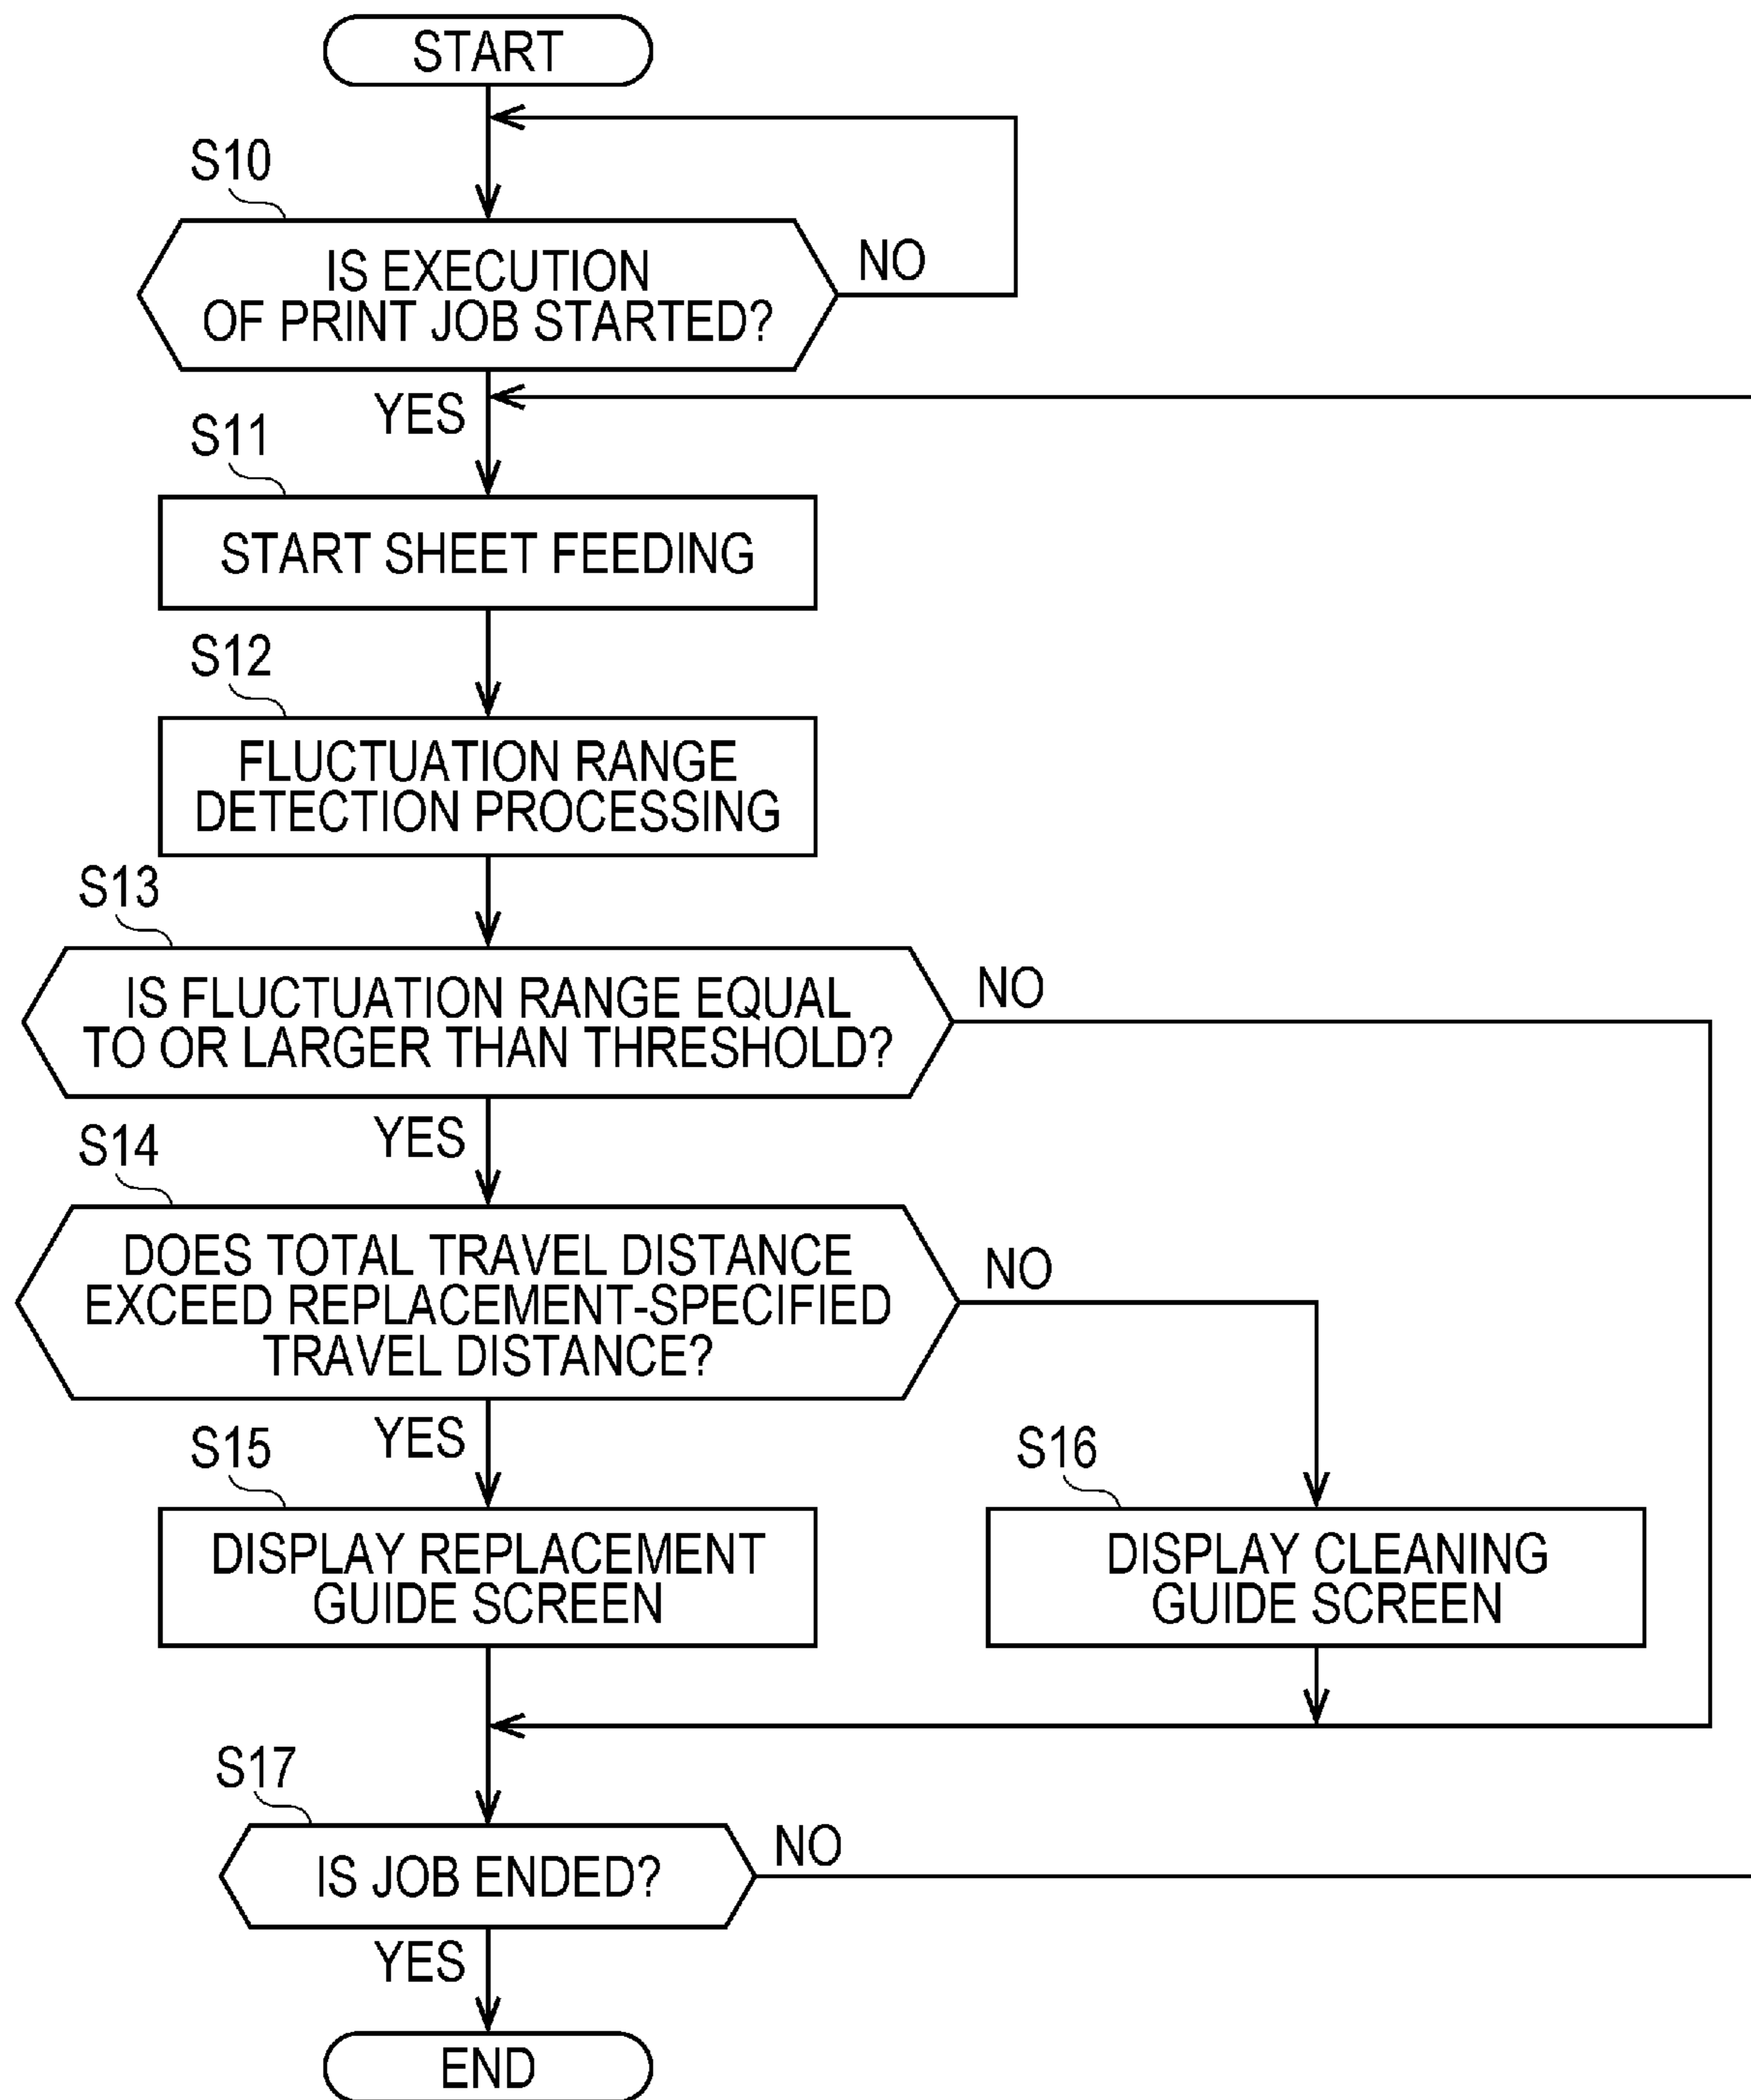 START
S10
IS EXECUTION
OF PRINT JOB STARTED?
NO
YES
S11
START SHEET FEEDING
S12
FLUCTUATION RANGE
DETECTION PROCESSING
S13
IS FLUCTUATION RANGE EQUAL
TO OR LARGER THAN THRESHOLD?
NO
YES
S14
DOES TOTAL TRAVEL DISTANCE
EXCEED REPLACEMENT-SPECIFIED
TRAVEL DISTANCE?
NO
YES
S15
DISPLAY REPLACEMENT
GUIDE SCREEN
S16
DISPLAY CLEANING
GUIDE SCREEN
S17
IS JOB ENDED?
NO
YES
END